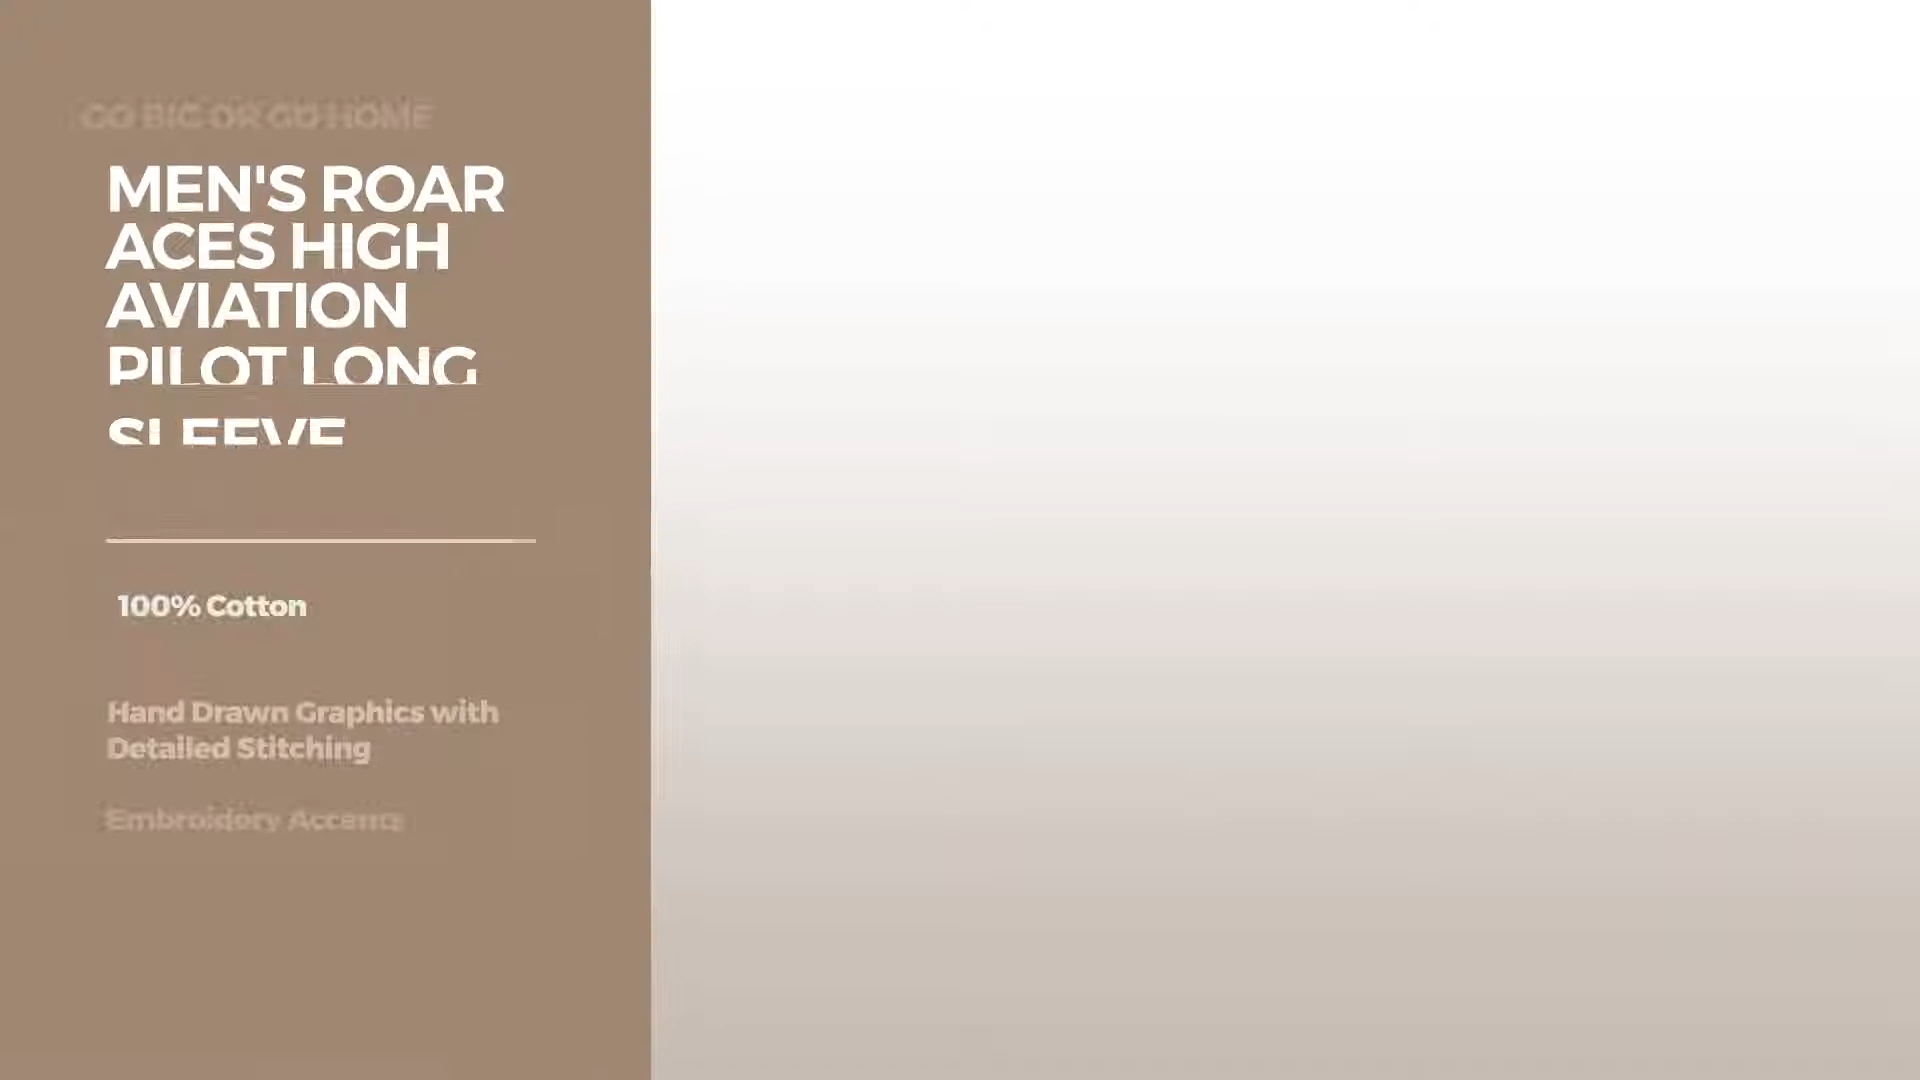 GO BIG OR GO HOME
MEN'S ROAR
ACES HIGH
AVIATION
PILOT LONG
SLEEVE
100% Cotton
Hand Drawn Graphics with
Detailed Stitching
Embroidery Accents